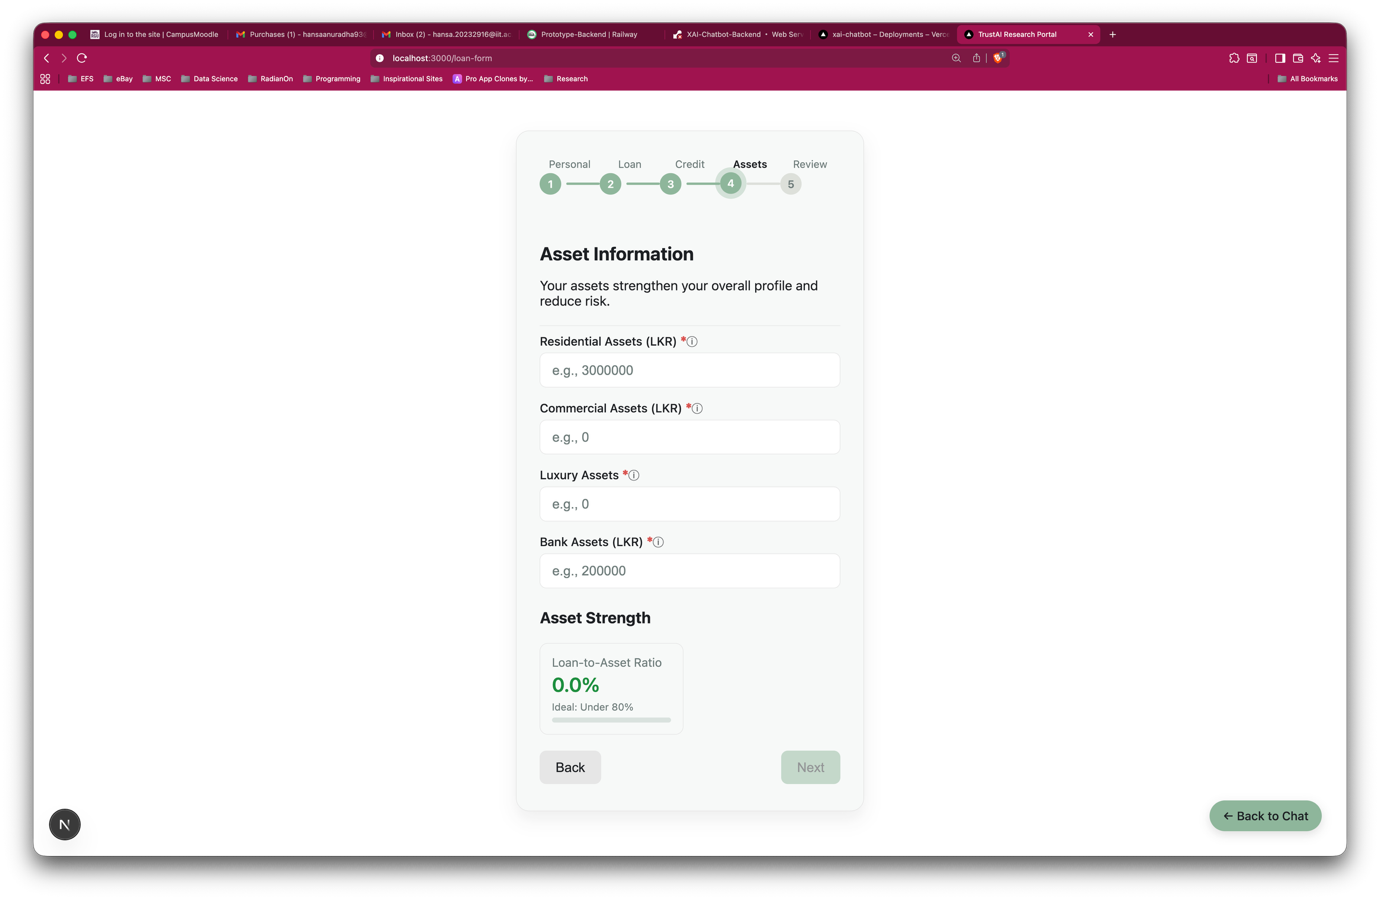 Log in to the site | CampusMoodle
Purchases (1) - hansaanuradha93
Inbox (2) - hansa.20232916@iit.ac
Prototype-Backend | Railway
XAI-Chatbot-Backend • Web Serv
xai-chatbot – Deployments – Verc
TrustAI Research Portal
localhost:3000/loan-form
EFS
eBay
MSC
Data Science
RadianOn
Programming
Inspirational Sites
Pro App Clones by...
Research
All Bookmarks
Personal
Loan
Credit
Assets
Review
1
2
3
4
5
Asset Information
Your assets strengthen your overall profile and
reduce risk.
Residential Assets (LKR) *
e.g., 3000000
Commercial Assets (LKR) *
e.g., 0
Luxury Assets *
e.g., 0
Bank Assets (LKR) *
e.g., 200000
Asset Strength
Loan-to-Asset Ratio
0.0%
Ideal: Under 80%
Back
Next
N
← Back to Chat